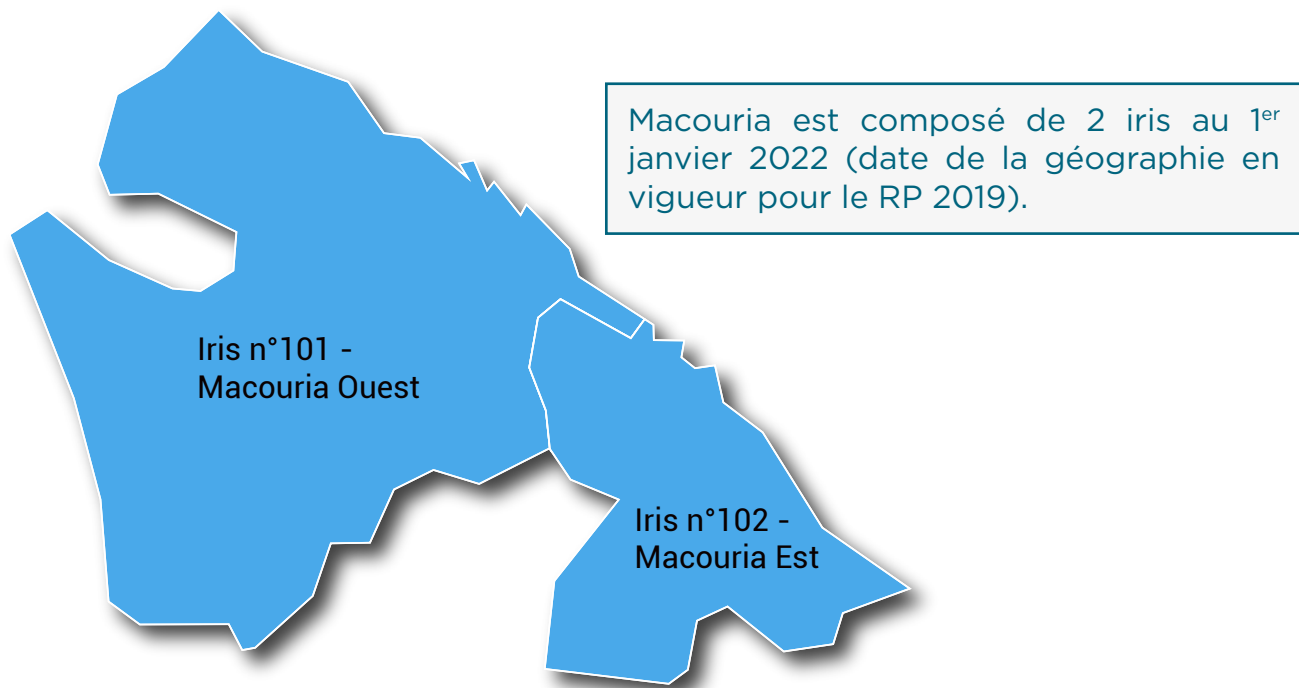 Macouria est composé de 2 iris au 1er
janvier 2022 (date de la géographie en
vigueur pour le RP 2019).
Iris n°101 -
Macouria Ouest
Iris n°102 -
Macouria Est